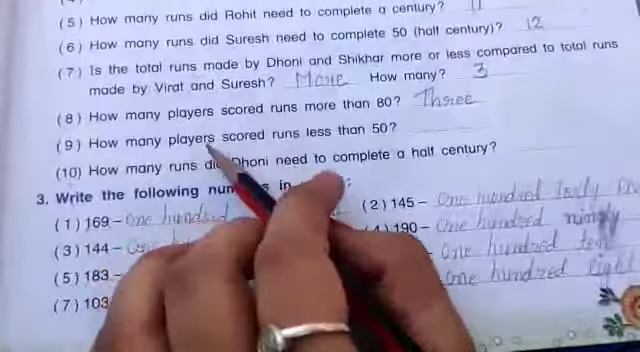 (5) How many runs did Rohit need to complete a century? 11
(6) How many runs did Suresh need to complete 50 (half century)? 12
(7) Is the total runs made by Dhoni and Shikhar more or less compared to total runs
made by Virat and Suresh? More How many? 3
(8) How many players scored runs more than 80? Three
(9) How many players scored runs less than 50?
(10) How many runs di Dhoni need to complete a half century?
3. Write the following num s in
(1) 169 - One hundred
(2) 145 - One hundred
(3) 144 - One
190 - One hundred ninety
(5) 183 - One hundred ten
(7) 103 One hundred eight